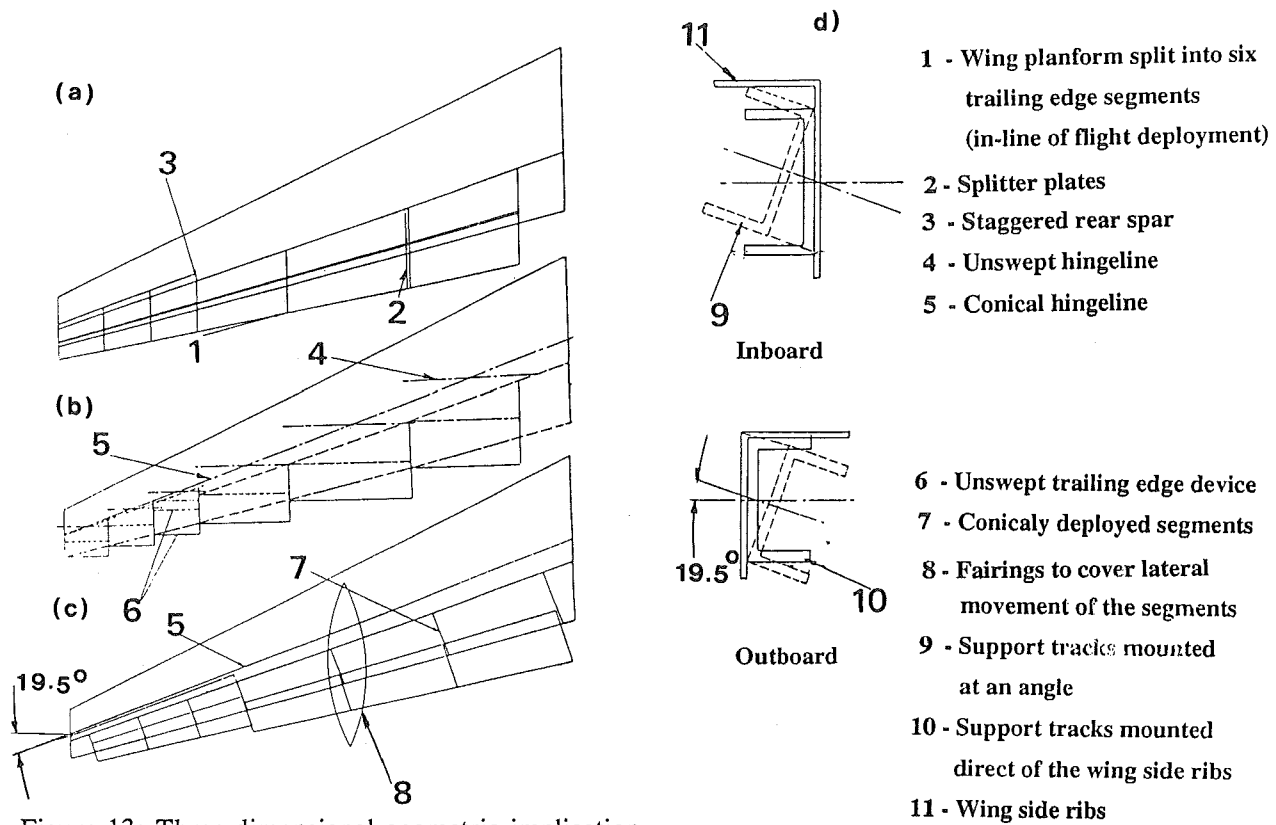 (a)
3
2
1
4
(b)
5
6
(c)
7
5
19.5°
8
d)
11
9
Inboard
19.5°
10
Outboard
1 - Wing planform split into six
trailing edge segments
(in-line of flight deployment)
2 - Splitter plates
3 - Staggered rear spar
4 - Unswept hingeline
5 - Conical hingeline
6 - Unswept trailing edge device
7 - Conicaly deployed segments
8 - Fairings to cover lateral
movement of the segments
9 - Support tracks mounted
at an angle
10 - Support tracks mounted
direct of the wing side ribs
11 - Wing side ribs